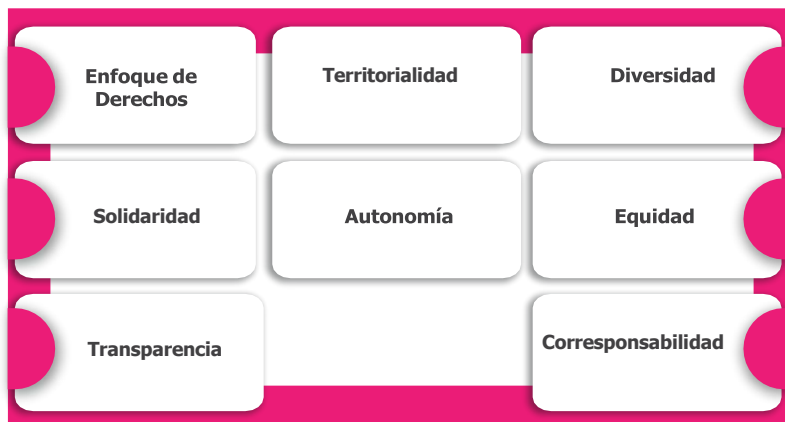 Enfoque de
Derechos
Territorialidad
Diversidad
Solidaridad
Autonomía
Equidad
Transparencia
Corresponsabilidad